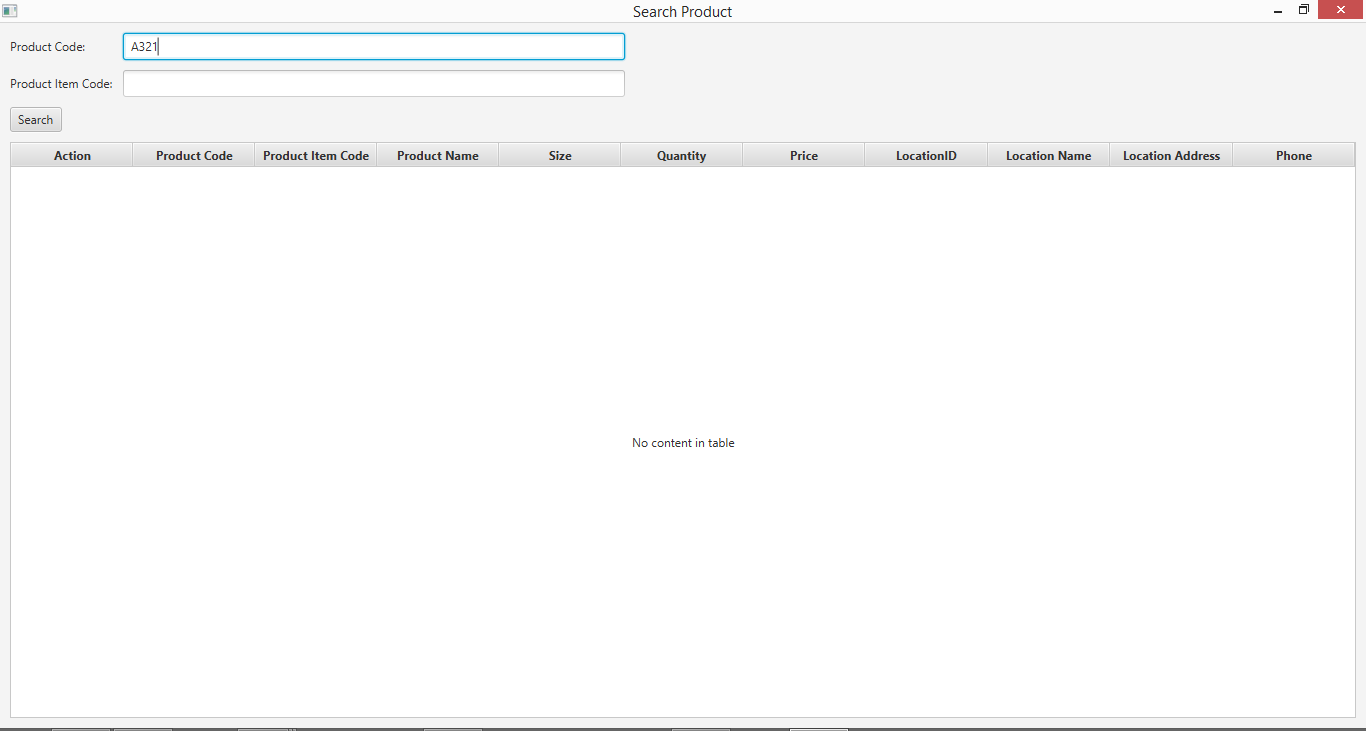 Search Product
Product Code: A321
Product Item Code:
Search
Action Product Code Product Item Code Product Name Size Quantity Price LocationID Location Name Location Address Phone
No content in table